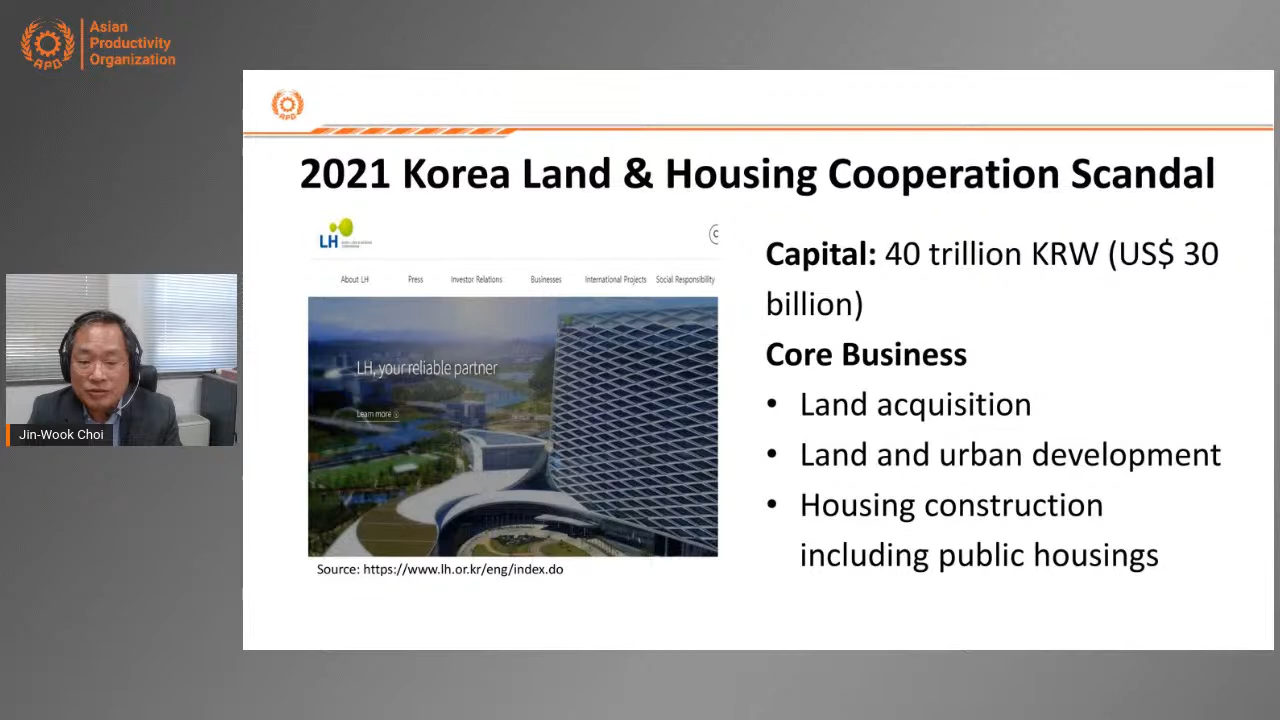 Asian
Productivity
Organization
APO
APO
2021 Korea Land & Housing Cooperation Scandal
LH
About LH Press Investor Relations Businesses International Projects Social Responsibility
LH, your reliable partner
Learn more
Source: https://www.lh.or.kr/eng/index.do
Capital: 40 trillion KRW (US$ 30
billion)
Core Business
• Land acquisition
• Land and urban development
• Housing construction
including public housings
Jin-Wook Choi